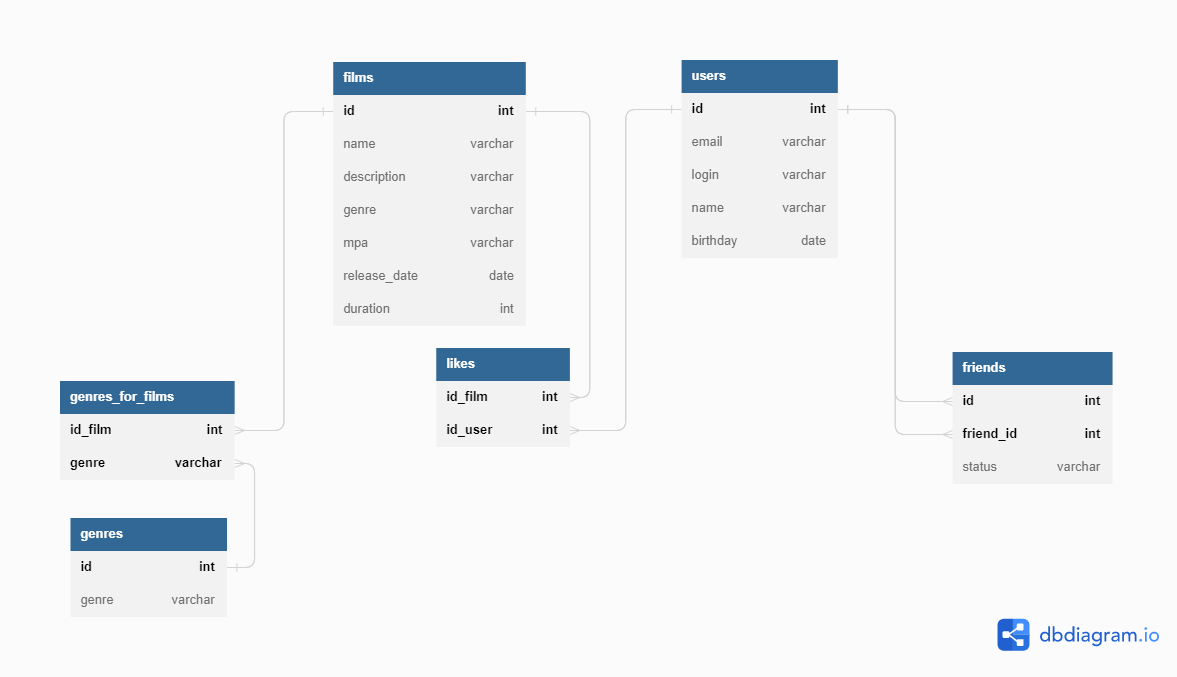 films
id int
name varchar
description varchar
genre varchar
mpa varchar
release_date date
duration int
users
id int
email varchar
login varchar
name varchar
birthday date
likes
id_film int
id_user int
friends
id int
friend_id int
status varchar
genres_for_films
id_film int
genre varchar
genres
id int
genre varchar
dbdiagram.io